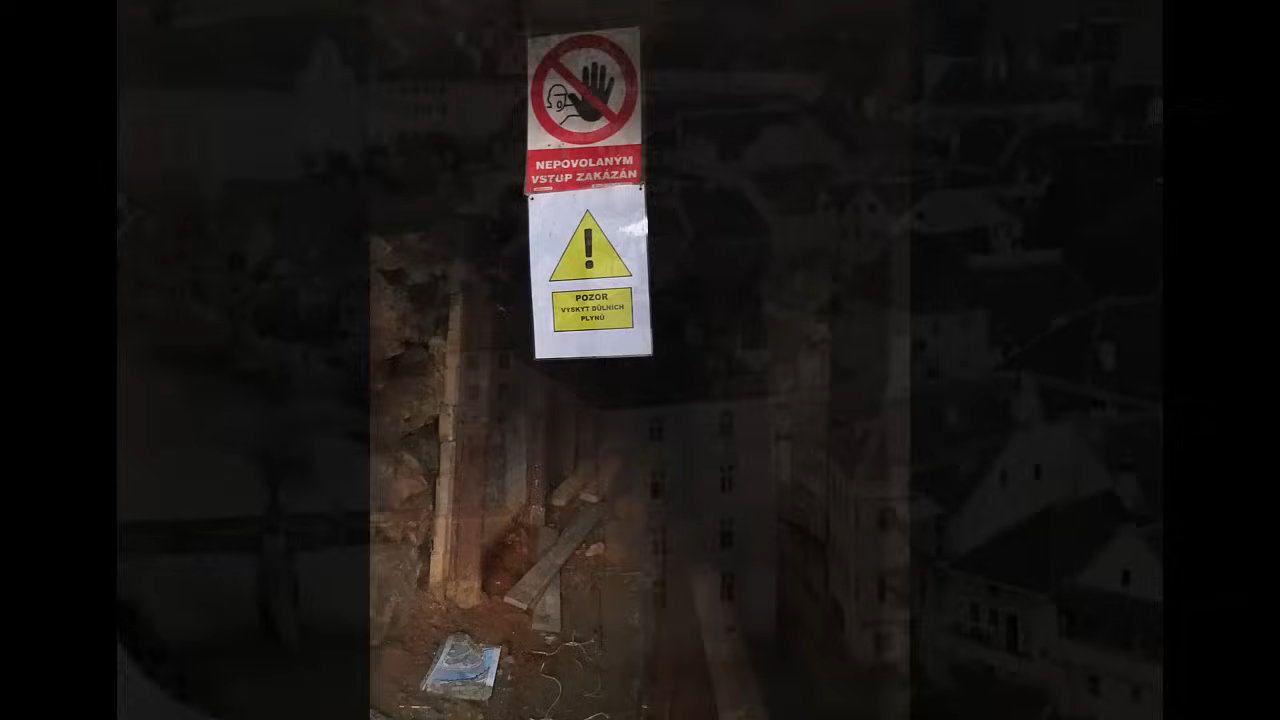 NEPOVOLANÝM
VSTUP ZAKÁZÁN
POZOR
VÝSKYT DŮLNÍCH
PLYNŮ